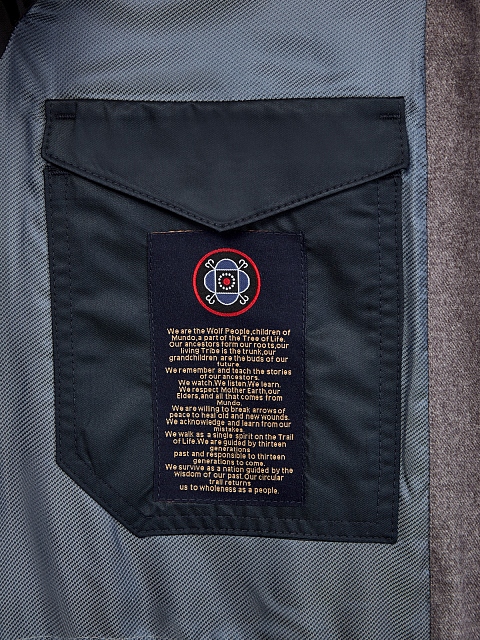 We are the Wolf People,children of
Mundo,a part of the Tree of Life.
Our ancestors form our roots,our
living Tribe is the trunk,our
grandchildren are the buds of our
future.
We remember and teach the stories
of our ancestors.
We watch.We listen.We learn.
We respect Mother Earth,our
Elders,and all that comes from
Mundo.
We are willing to break arrows of
peace to heal old and new wounds.
We acknowledge and learn from our
mistakes.
We walk as a single spirit on the Trail
of Life.We are guided by thirteen
generations
past and responsible to thirteen
generations to come.
We survive as a nation guided by the
wisdom of our past.Our circular
trail returns
us to wholeness as a people.